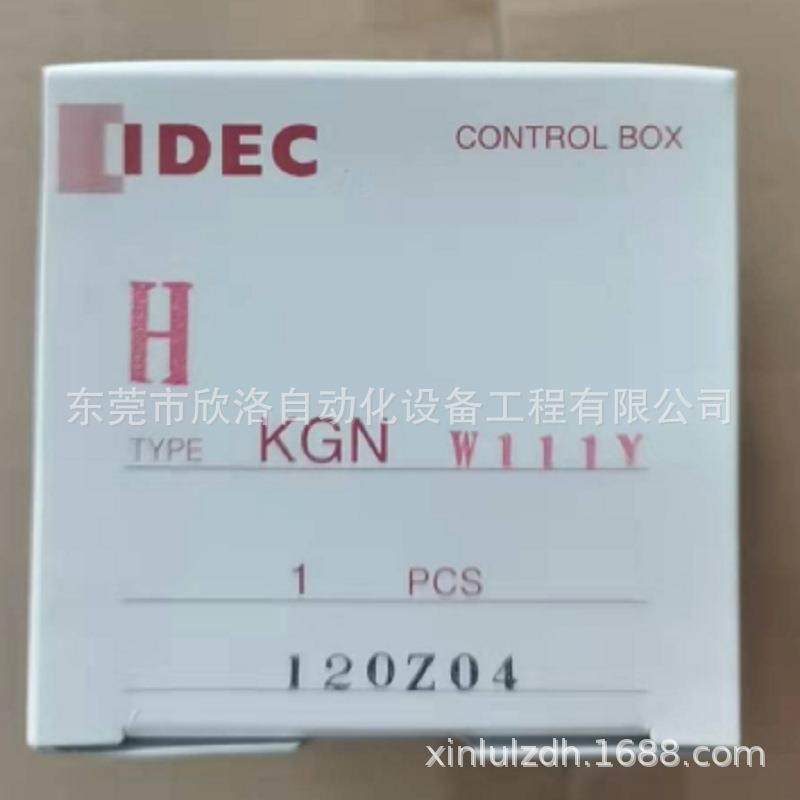 IDEC CONTROL BOX
H
东莞市欣洛自动化设备工程有限公司
TYPE KGN W111Y
1 PCS
120Z04
xinlulzdh.1688.com